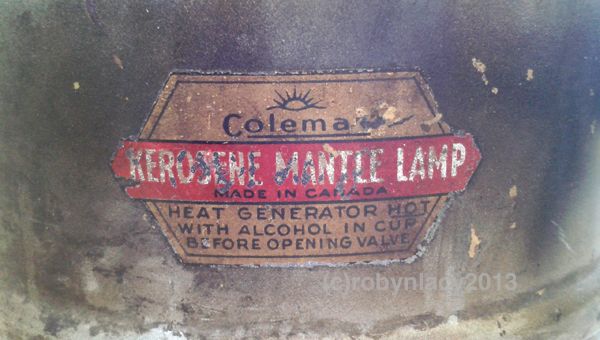 Colema
KEROSENE MANTLE LAMP
MADE IN CANADA
HEAT GENERATOR HOT
WITH ALCOHOL IN CUP
BEFORE OPENING VALVE
(c)robynlady2013